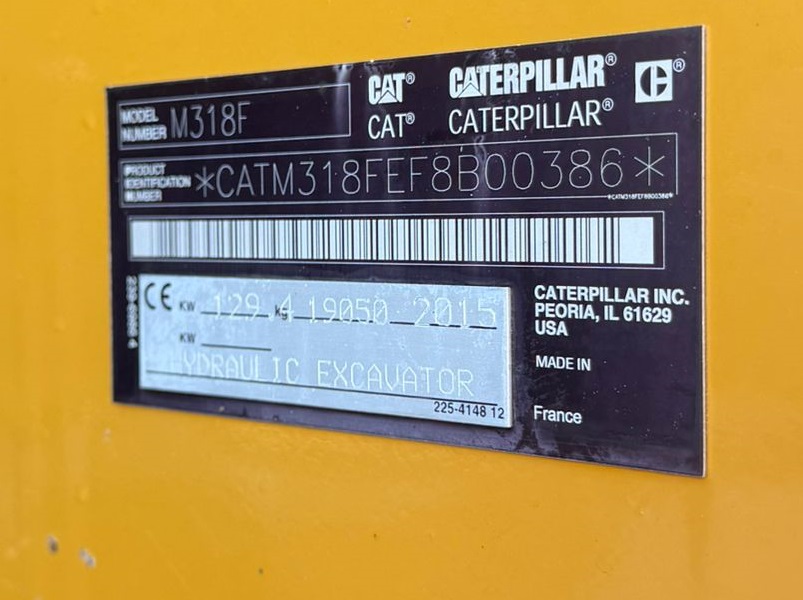 MODEL NUMBER M318F
CAT® CATERPILLAR® ®
CAT® CATERPILLAR®
PRODUCT IDENTIFICATION NUMBER *CATM318FEF8B00386*
*CATM318FEF8B00386*
CE KW 129.4 kg 19050 2015
KW
HYDRAULIC EXCAVATOR
225-4148 12
CATERPILLAR INC.
PEORIA, IL 61629
USA
MADE IN
France